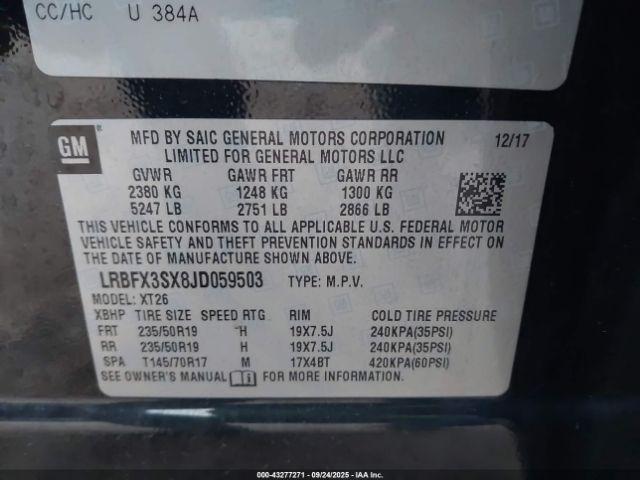 CC/HC U 384A
GM
MFD BY SAIC GENERAL MOTORS CORPORATION 12/17
LIMITED FOR GENERAL MOTORS LLC
GVWR GAWR FRT GAWR RR
2380 KG 1248 KG 1300 KG
5247 LB 2751 LB 2866 LB
THIS VEHICLE CONFORMS TO ALL APPLICABLE U.S. FEDERAL MOTOR
VEHICLE SAFETY AND THEFT PREVENTION STANDARDS IN EFFECT ON
THE DATE OF MANUFACTURE SHOWN ABOVE.
LRBFX3SX8JD059503 TYPE: M.P.V.
MODEL: XT26
XBHP TIRE SIZE SPEED RTG RIM COLD TIRE PRESSURE
FRT 235/50R19 H 19X7.5J 240KPA(35PSI)
RR 235/50R19 H 19X7.5J 240KPA(35PSI)
SPA T145/70R17 M 17X4BT 420KPA(60PSI)
SEE OWNER'S MANUAL FOR MORE INFORMATION.
000-43277271 - 09/24/2025 - IAAI.COM